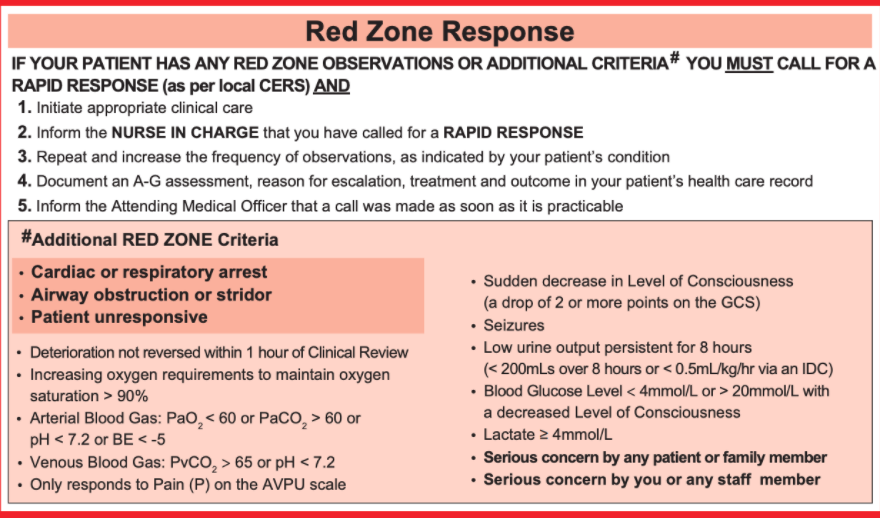 Red Zone Response
IF YOUR PATIENT HAS ANY RED ZONE OBSERVATIONS OR ADDITIONAL CRITERIA# YOU MUST CALL FOR A
RAPID RESPONSE (as per local CERS) AND
1. Initiate appropriate clinical care
2. Inform the NURSE IN CHARGE that you have called for a RAPID RESPONSE
3. Repeat and increase the frequency of observations, as indicated by your patient's condition
4. Document an A-G assessment, reason for escalation, treatment and outcome in your patient's health care record
5. Inform the Attending Medical Officer that a call was made as soon as it is practicable
#Additional RED ZONE Criteria
• Cardiac or respiratory arrest
• Airway obstruction or stridor
• Patient unresponsive
• Deterioration not reversed within 1 hour of Clinical Review
• Increasing oxygen requirements to maintain oxygen
saturation > 90%
• Arterial Blood Gas: PaO2 < 60 or PaCO2 > 60 or
pH < 7.2 or BE < -5
• Venous Blood Gas: PvCO2 > 65 or pH < 7.2
• Only responds to Pain (P) on the AVPU scale
• Sudden decrease in Level of Consciousness
(a drop of 2 or more points on the GCS)
• Seizures
• Low urine output persistent for 8 hours
(< 200mLs over 8 hours or < 0.5mL/kg/hr via an IDC)
• Blood Glucose Level < 4mmol/L or > 20mmol/L with
a decreased Level of Consciousness
• Lactate ≥ 4mmol/L
• Serious concern by any patient or family member
• Serious concern by you or any staff member